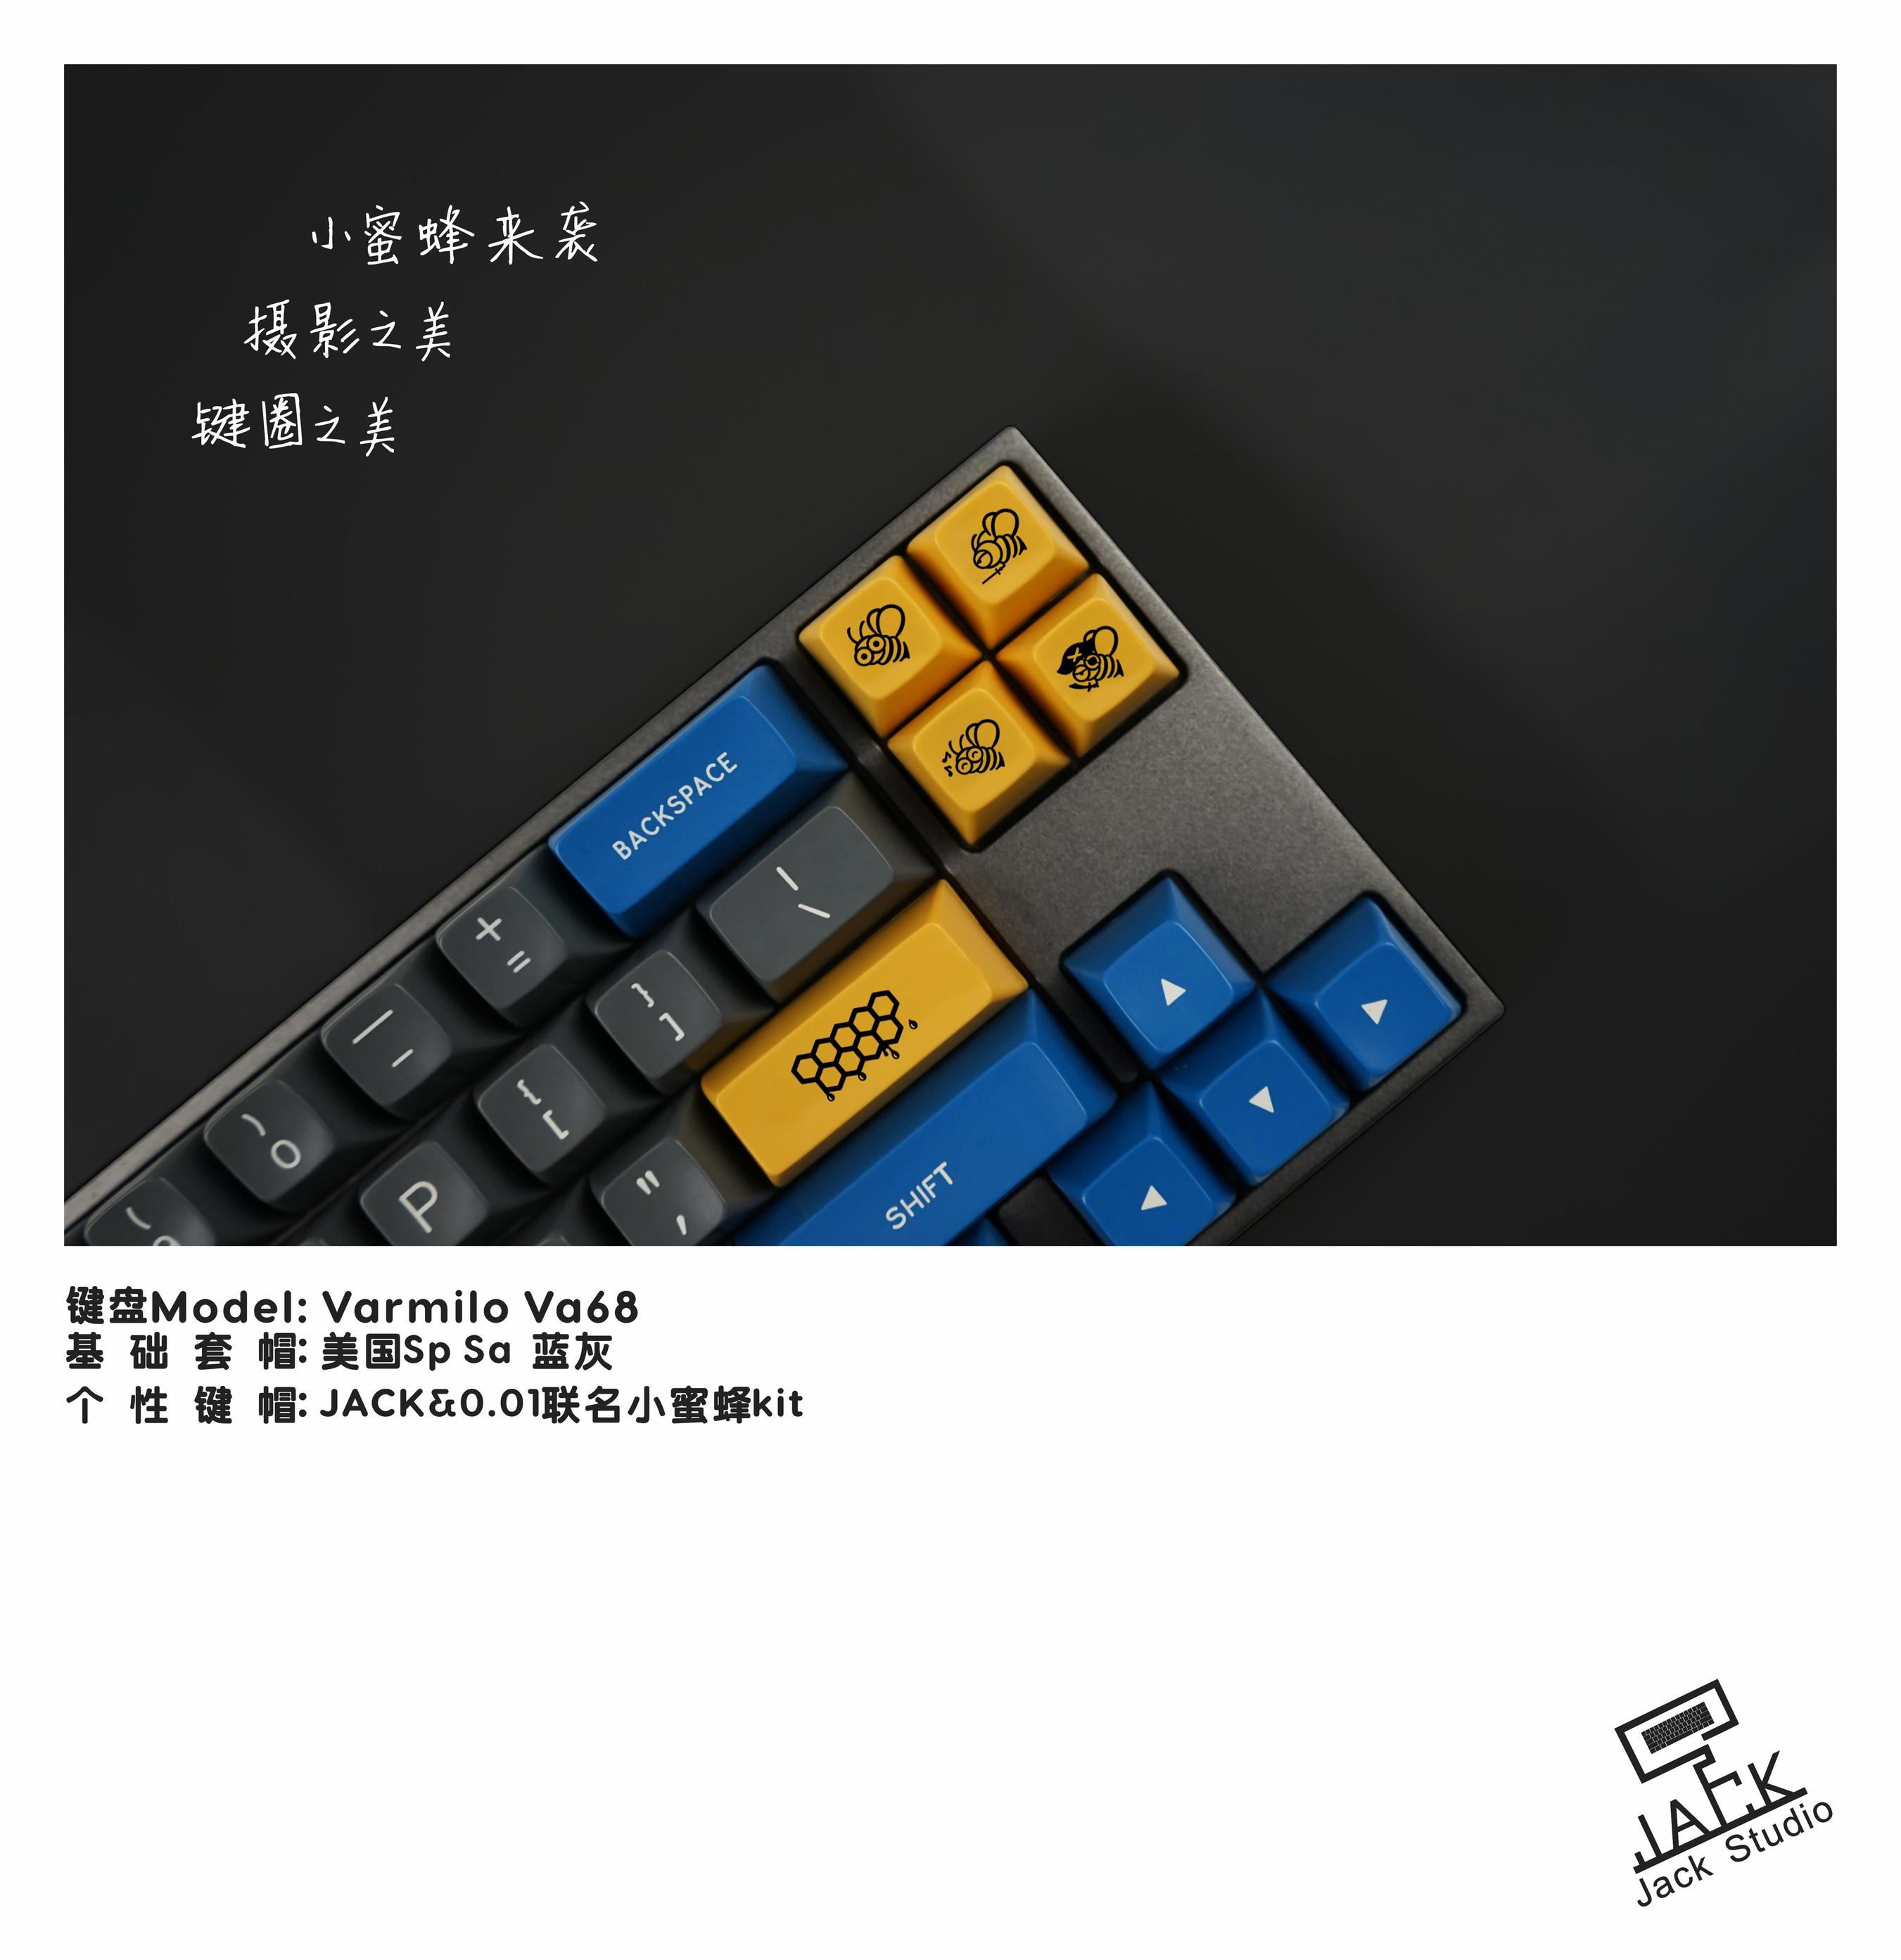 小蜜蜂来袭
摄影之美
键圈之美
BACKSPACE
| \
+ =
} ]
_ -
{ [
) 0
P
" '
SHIFT
(
键盘Model: Varmilo Va68
基 础 套 帽: 美国Sp Sa 蓝灰
个 性 键 帽: JACK&0.01联名小蜜蜂kit
JACK
Jack Studio